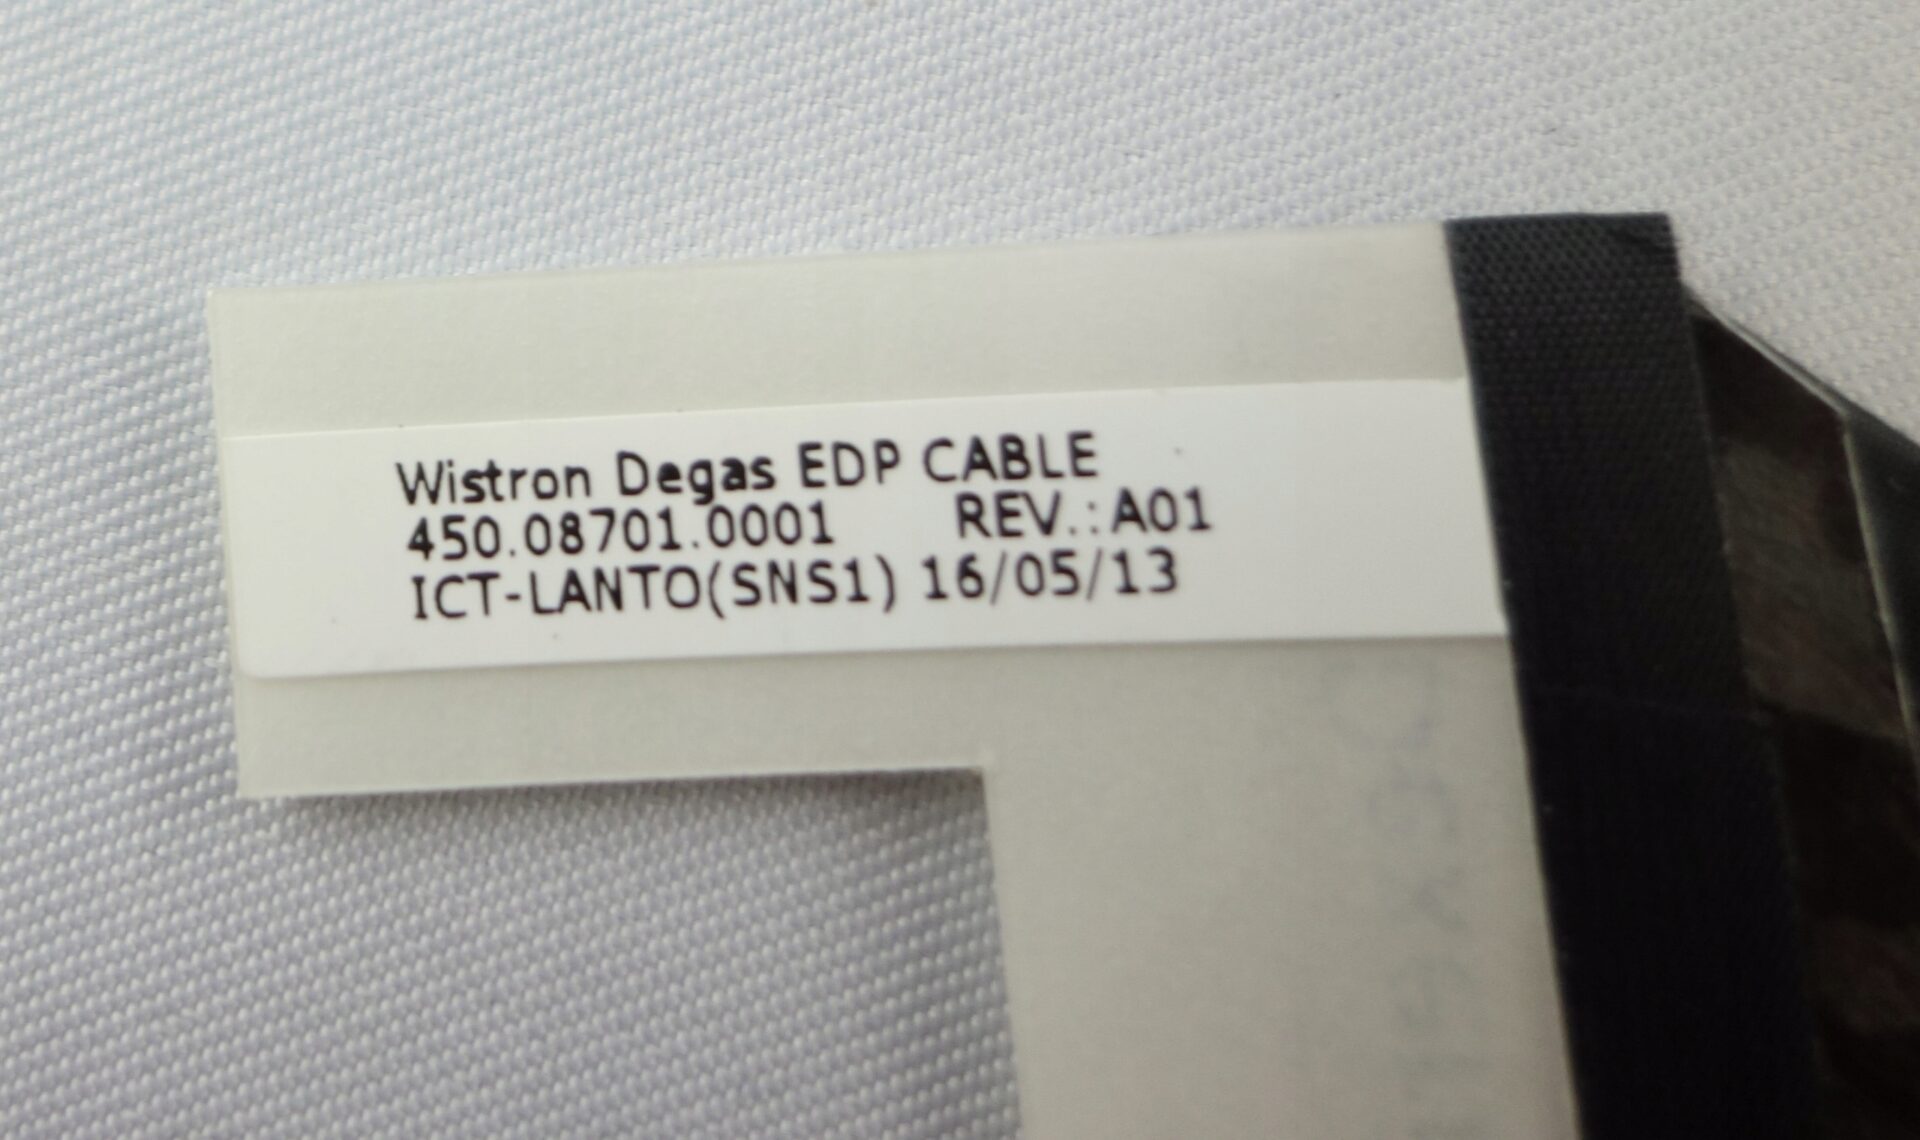 Wistron Degas EDP CABLE
450.08701.0001 REV.:A01
ICT-LANTO(SNS1) 16/05/13